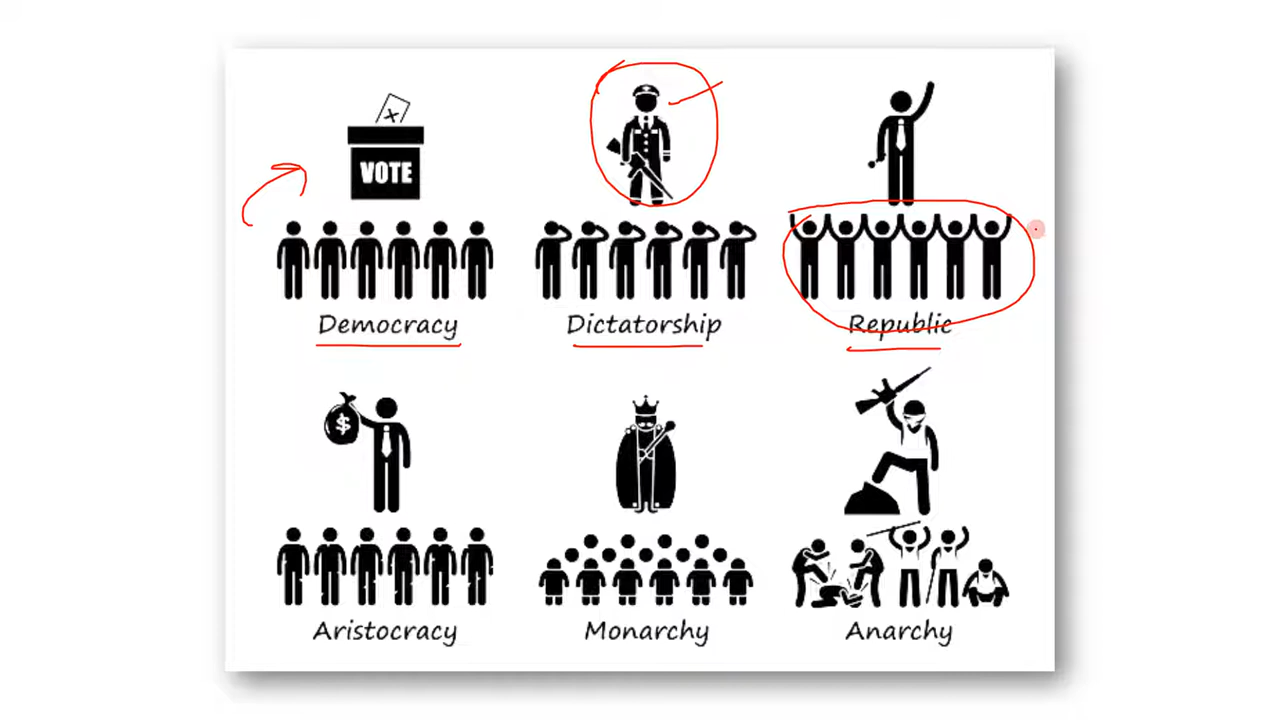 VOTE
Democracy
Dictatorship
Republic
$
Aristocracy
Monarchy
Anarchy